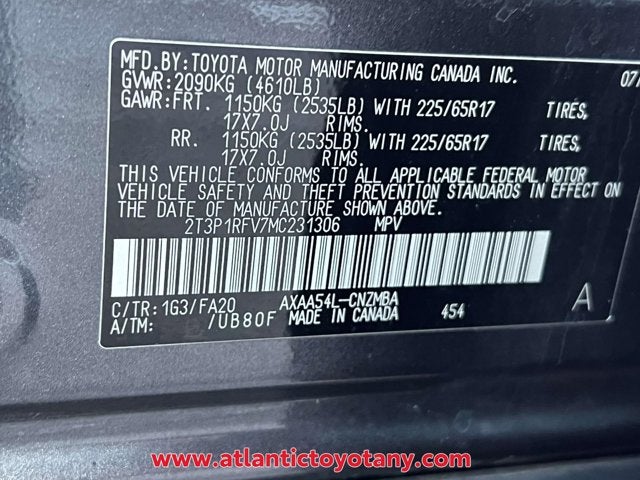 MFD.BY:TOYOTA MOTOR MANUFACTURING CANADA INC. 07/
GVWR:2090KG (4610LB)
GAWR:FRT. 1150KG (2535LB) WITH 225/65R17 TIRES,
17X7.0J RIMS.
RR. 1150KG (2535LB) WITH 225/65R17 TIRES,
17X7.0J RIMS.
THIS VEHICLE CONFORMS TO ALL APPLICABLE FEDERAL MOTOR
VEHICLE SAFETY AND THEFT PREVENTION STANDARDS IN EFFECT ON
THE DATE OF MANUFACTURE SHOWN ABOVE.
2T3P1RFV7MC231306 MPV
C/TR:1G3/FA20 AXAA54L-CNZMBA A
A/TM: /UB80F MADE IN CANADA 454
www.atlantictoyotany.com